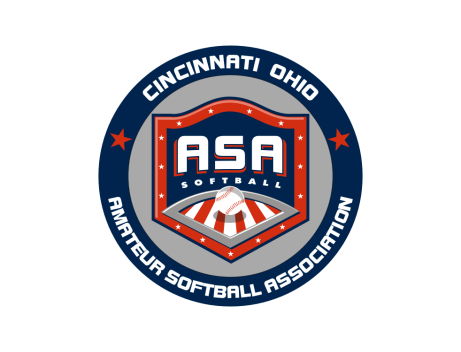 CINCINNATI OHIO
ASA
SOFTBALL
AMATEUR SOFTBALL ASSOCIATION